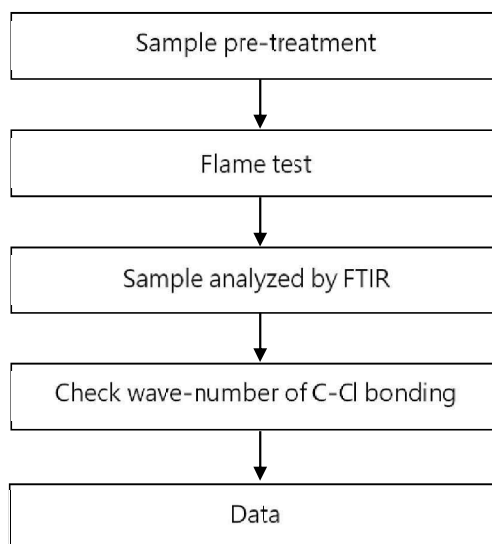 Sample pre-treatment
Flame test
Sample analyzed by FTIR
Check wave-number of C-Cl bonding
Data